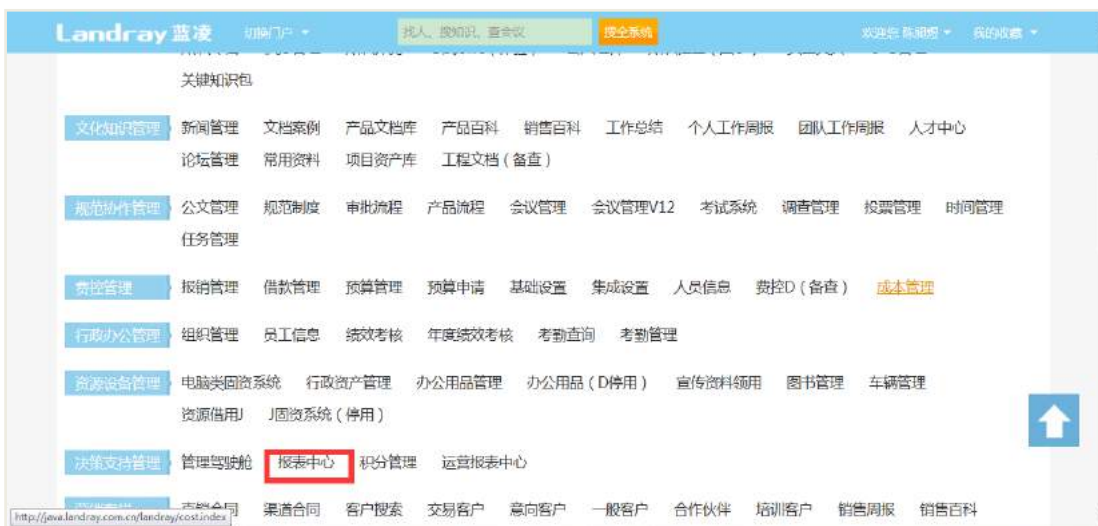 Landray 蓝凌 切换门户 找人、搜知识、查会议 搜全系统 欢迎您 我的收藏
关键知识包
文化知识管理 新闻管理 文档案例 产品文档库 产品百科 销售百科 工作总结 个人工作周报 团队工作周报 人才中心
论坛管理 常用资料 项目资产库 工程文档(备查)
规范协作管理 公文管理 规范制度 审批流程 产品流程 会议管理 会议管理V12 考试系统 调查管理 投票管理 时间管理
任务管理
费控管理 报销管理 借款管理 预算管理 预算申请 基础设置 集成设置 人员信息 费控D(备查) 成本管理
行政办公管理 组织管理 员工信息 绩效考核 年度绩效考核 考勤查询 考勤管理
资源设备管理 电脑类固资系统 行政资产管理 办公用品管理 办公用品(D停用) 宣传资料领用 图书管理 车辆管理
资源借用J J固资系统(停用)
决策支持管理 管理驾驶舱 报表中心 积分管理 运营报表中心
直销合同 渠道合同 客户搜索 交易客户 意向客户 一般客户 合作伙伴 培训客户 销售周报 销售百科
http://java.landray.com.cn/landray/cost.index